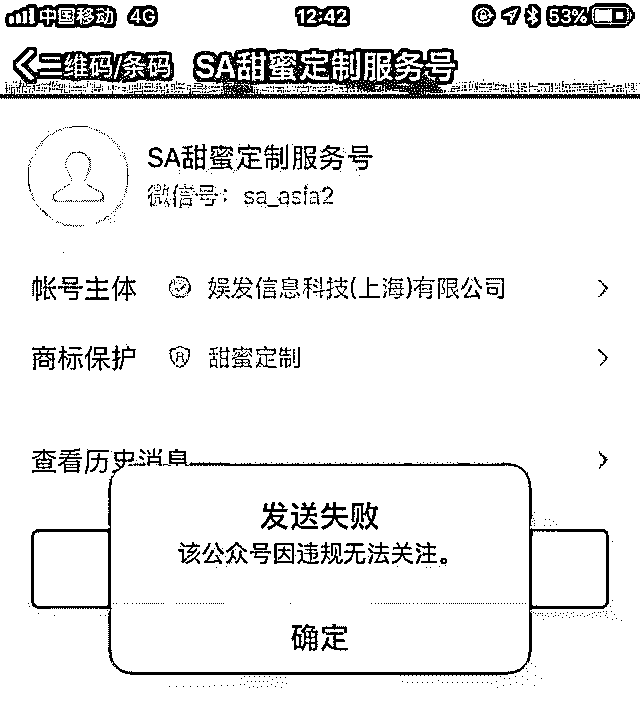 中国移动 4G 12:42 53%
二维码/条码 SA甜蜜定制服务号
SA甜蜜定制服务号
微信号: sa_asfa2
帐号主体 娱发信息科技(上海)有限公司
商标保护 R 甜蜜定制
查看历史消息
发送失败
该公众号因违规无法关注。
确定